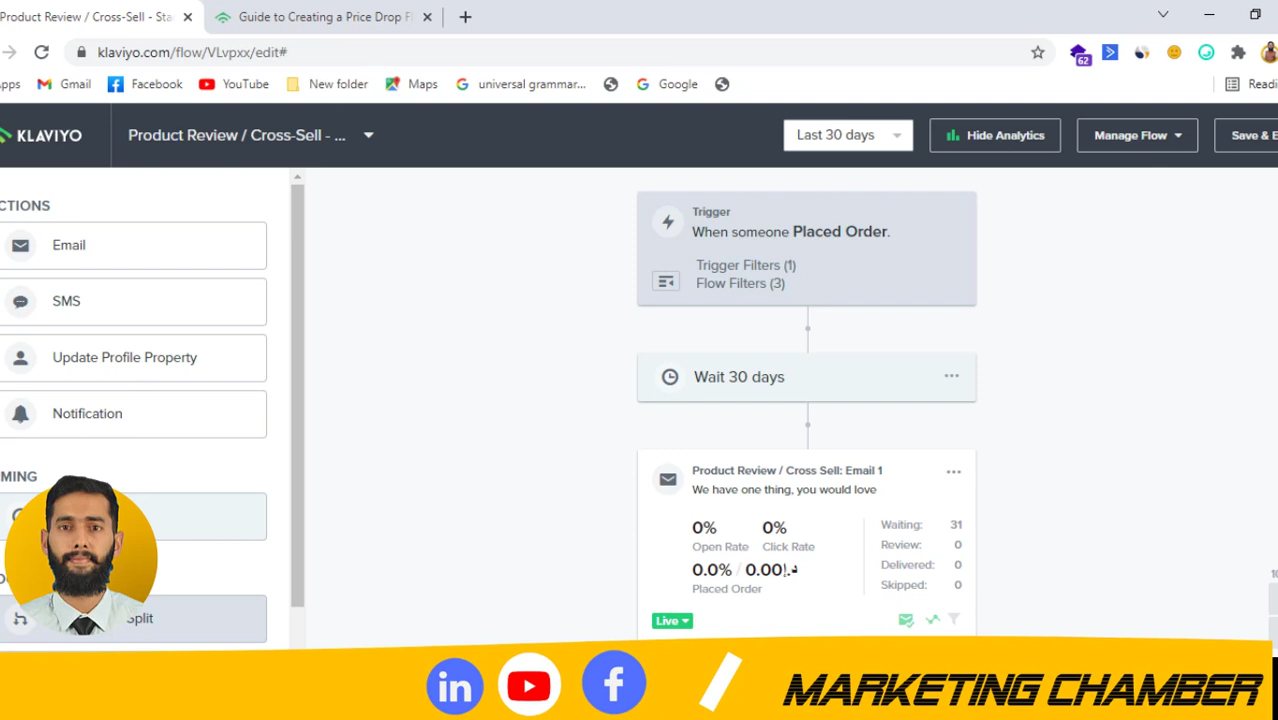 Product Review / Cross-Sell - Sta
Guide to Creating a Price Drop F
klaviyo.com/flow/VLvpxx/edit#
62
Apps
Gmail
Facebook
YouTube
New folder
Maps
universal grammar...
Google
Readi
KLAVIYO
Product Review / Cross-Sell - ...
Last 30 days
Hide Analytics
Manage Flow
Save & E
CTIONS
Email
SMS
Update Profile Property
Notification
MING
Split
Trigger
When someone Placed Order.
Trigger Filters (1)
Flow Filters (3)
Wait 30 days
Product Review / Cross Sell: Email 1
We have one thing, you would love
0% 0%
Open Rate Click Rate
0.0% / 0.00د.إ.
Placed Order
Waiting: 31
Review: 0
Delivered: 0
Skipped: 0
Live
in
f
MARKETING CHAMBER